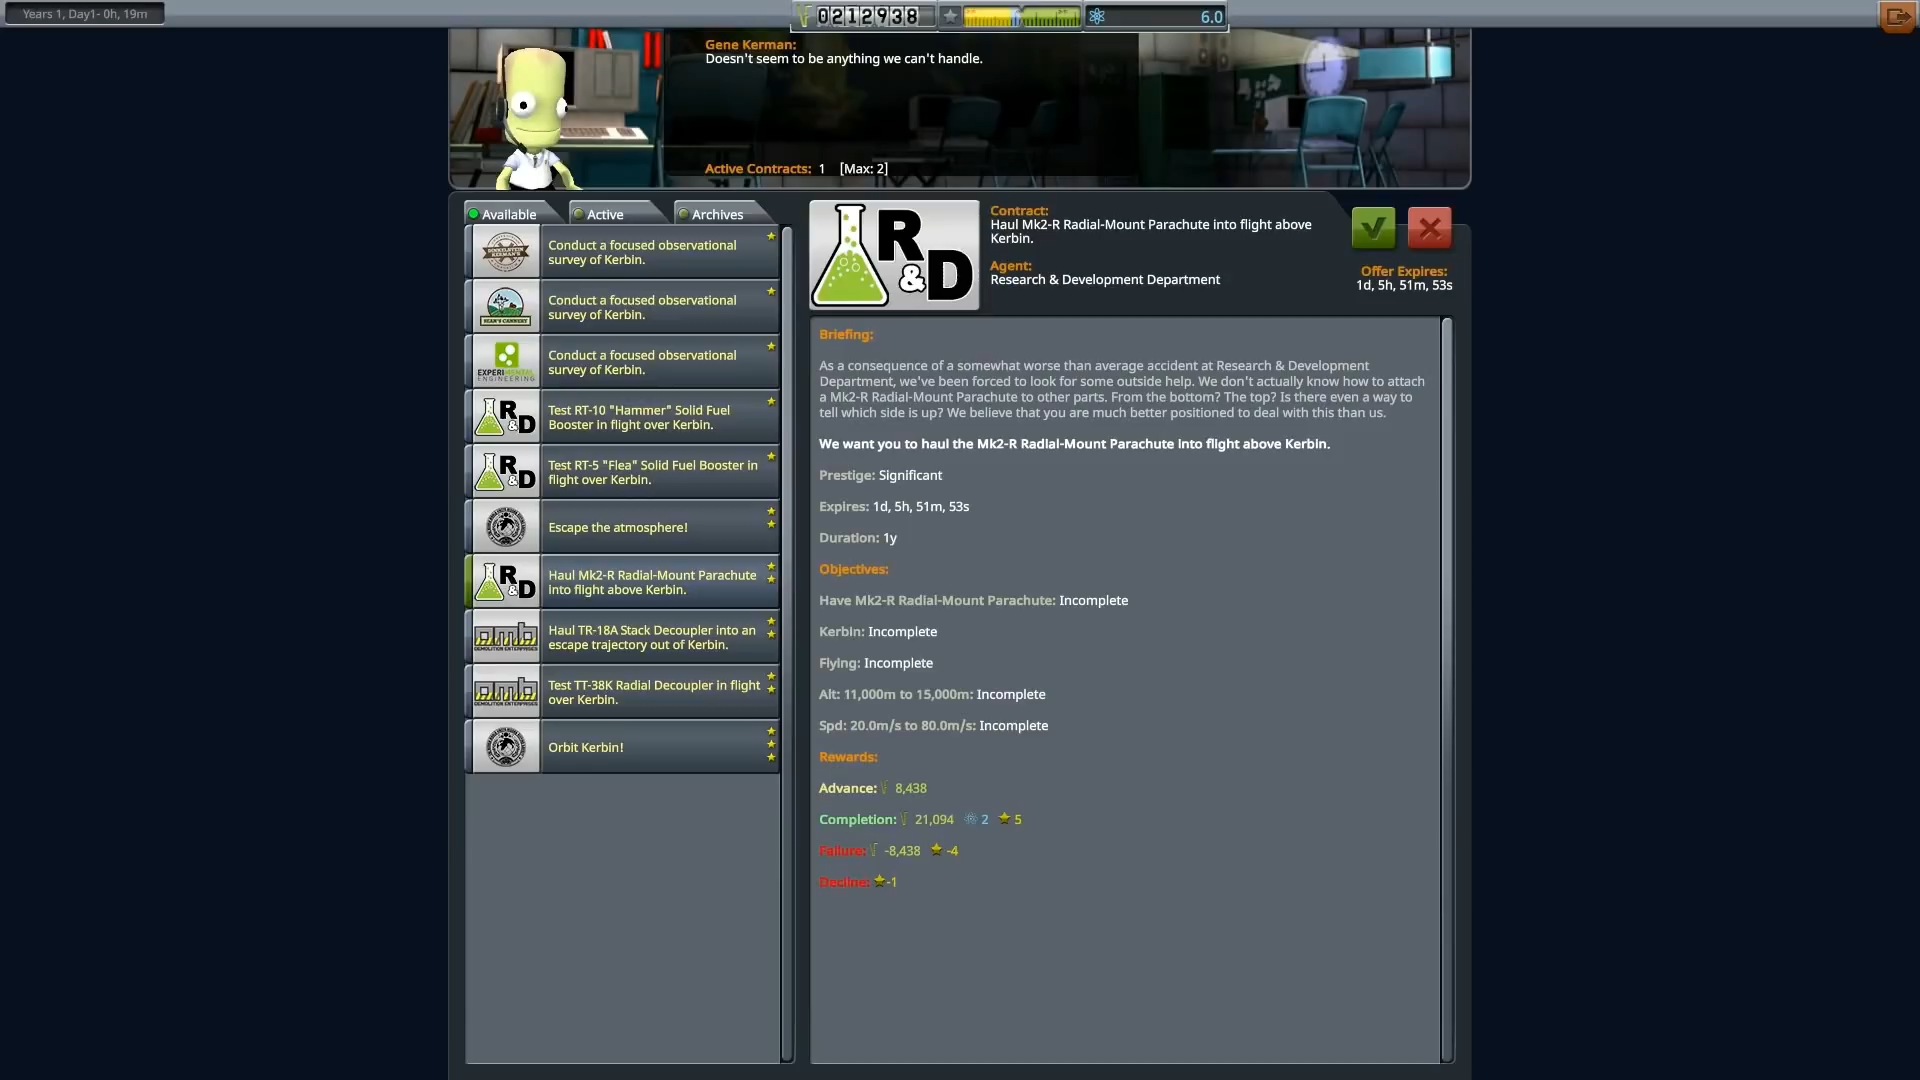 Years 1, Day1- 0h, 19m
0212938
6.0
Gene Kerman:
Doesn't seem to be anything we can't handle.
Active Contracts: 1 [Max: 2]
Available
Active
Archives
Conduct a focused observational
survey of Kerbin.
Conduct a focused observational
survey of Kerbin.
EXPERIMENTAL
ENGINEERING
Conduct a focused observational
survey of Kerbin.
R&D
Test RT-10 "Hammer" Solid Fuel
Booster in flight over Kerbin.
R&D
Test RT-5 "Flea" Solid Fuel Booster in
flight over Kerbin.
Escape the atmosphere!
R&D
Haul Mk2-R Radial-Mount Parachute
into flight above Kerbin.
DEMOLITION ENTERPRISES
Haul TR-18A Stack Decoupler into an
escape trajectory out of Kerbin.
DEMOLITION ENTERPRISES
Test TT-38K Radial Decoupler in flight
over Kerbin.
Orbit Kerbin!
R&D
Contract:
Haul Mk2-R Radial-Mount Parachute into flight above
Kerbin.
Agent:
Research & Development Department
Offer Expires:
1d, 5h, 51m, 53s
Briefing:
As a consequence of a somewhat worse than average accident at Research & Development
Department, we've been forced to look for some outside help. We don't actually know how to attach
a Mk2-R Radial-Mount Parachute to other parts. From the bottom? The top? Is there even a way to
tell which side is up? We believe that you are much better positioned to deal with this than us.
We want you to haul the Mk2-R Radial-Mount Parachute into flight above Kerbin.
Prestige: Significant
Expires: 1d, 5h, 51m, 53s
Duration: 1y
Objectives:
Have Mk2-R Radial-Mount Parachute: Incomplete
Kerbin: Incomplete
Flying: Incomplete
Alt: 11,000m to 15,000m: Incomplete
Spd: 20.0m/s to 80.0m/s: Incomplete
Rewards:
Advance: 8,438
Completion: 21,094 2 5
Failure: -8,438 -4
Decline: -1